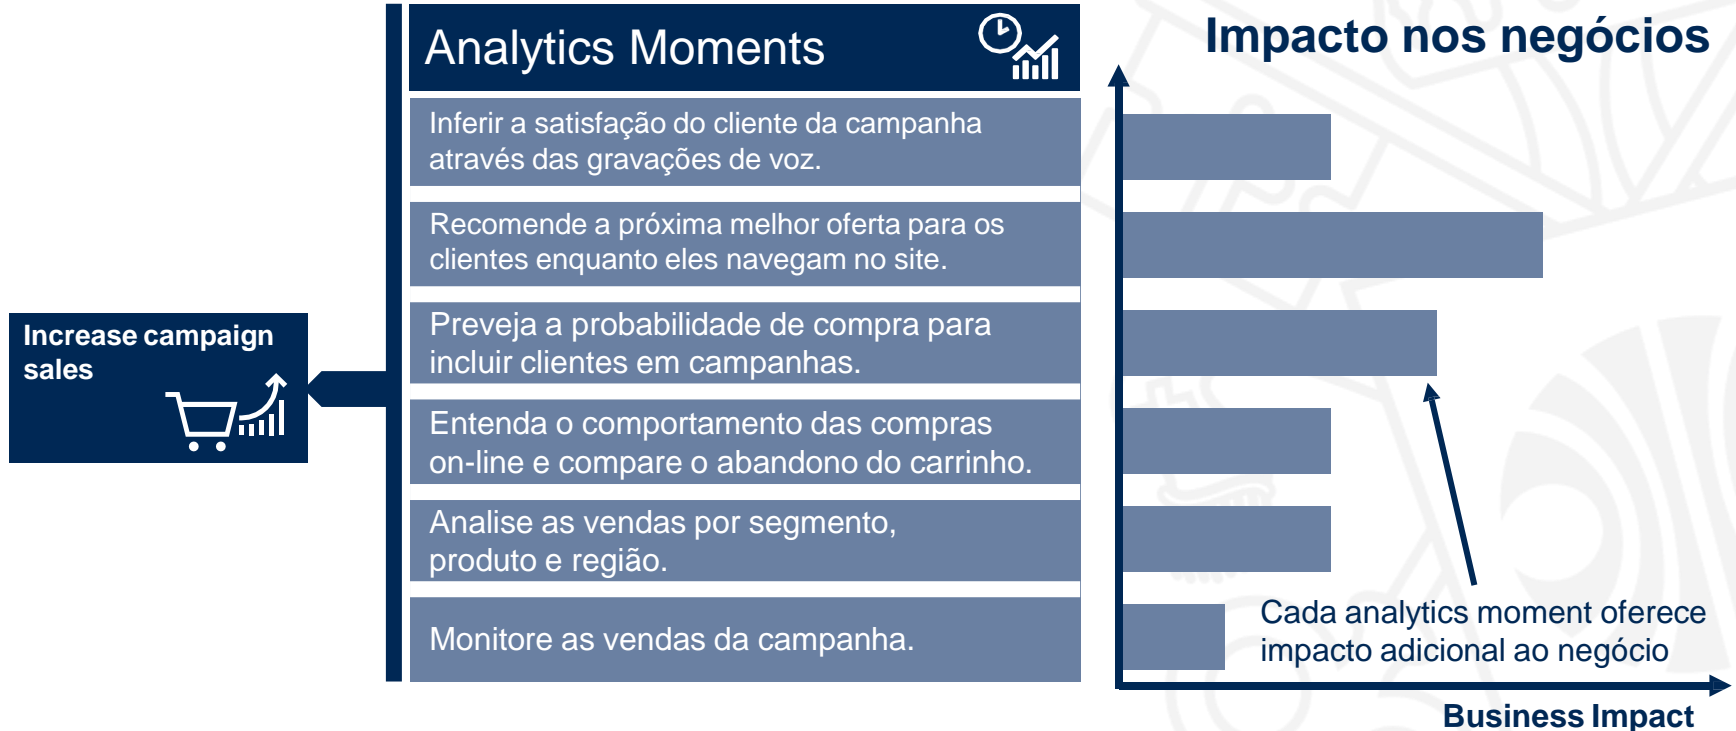 Analytics Moments
Impacto nos negócios
Inferir a satisfação do cliente da campanha
através das gravações de voz.
Recomende a próxima melhor oferta para os
clientes enquanto eles navegam no site.
Increase campaign
sales
Preveja a probabilidade de compra para
incluir clientes em campanhas.
Entenda o comportamento das compras
on-line e compare o abandono do carrinho.
Analise as vendas por segmento,
produto e região.
Monitore as vendas da campanha.
Cada analytics moment oferece
impacto adicional ao negócio
Business Impact